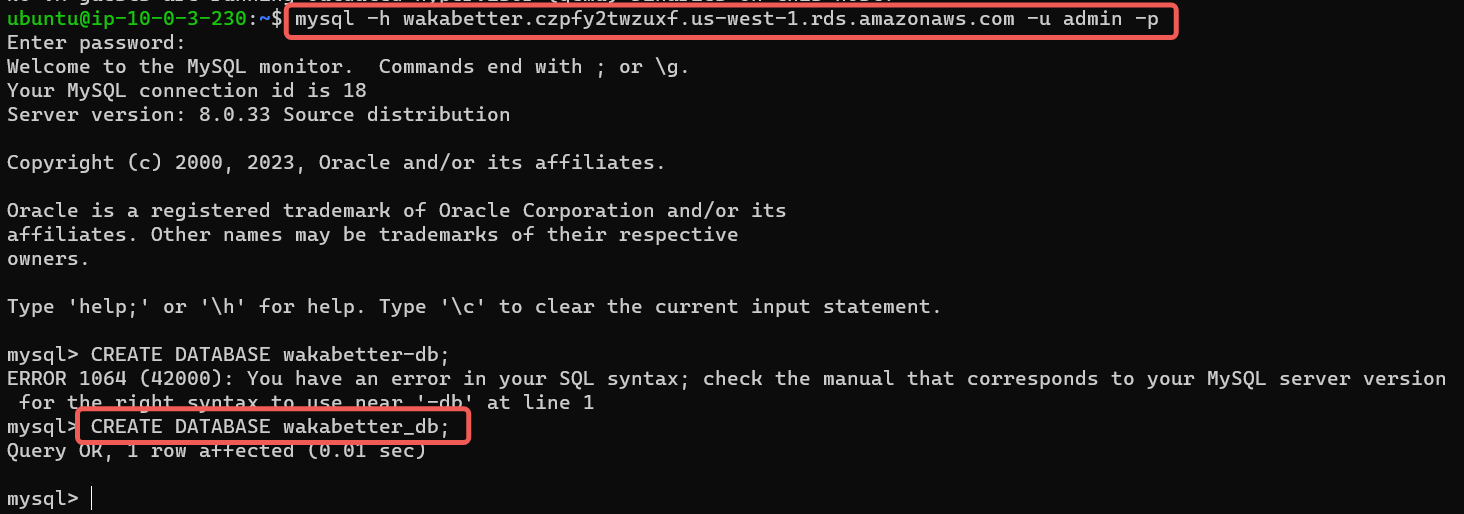 ubuntu@ip-10-0-3-230:~$ mysql -h wakabetter.czpfy2twzuxf.us-west-1.rds.amazonaws.com -u admin -p
Enter password:
Welcome to the MySQL monitor.  Commands end with ; or \g.
Your MySQL connection id is 18
Server version: 8.0.33 Source distribution
Copyright (c) 2000, 2023, Oracle and/or its affiliates.
Oracle is a registered trademark of Oracle Corporation and/or its
affiliates. Other names may be trademarks of their respective
owners.
Type 'help;' or '\h' for help. Type '\c' to clear the current input statement.
mysql> CREATE DATABASE wakabetter-db;
ERROR 1064 (42000): You have an error in your SQL syntax; check the manual that corresponds to your MySQL server version
for the right syntax to use near '-db' at line 1
mysql> CREATE DATABASE wakabetter_db;
Query OK, 1 row affected (0.01 sec)
mysql>